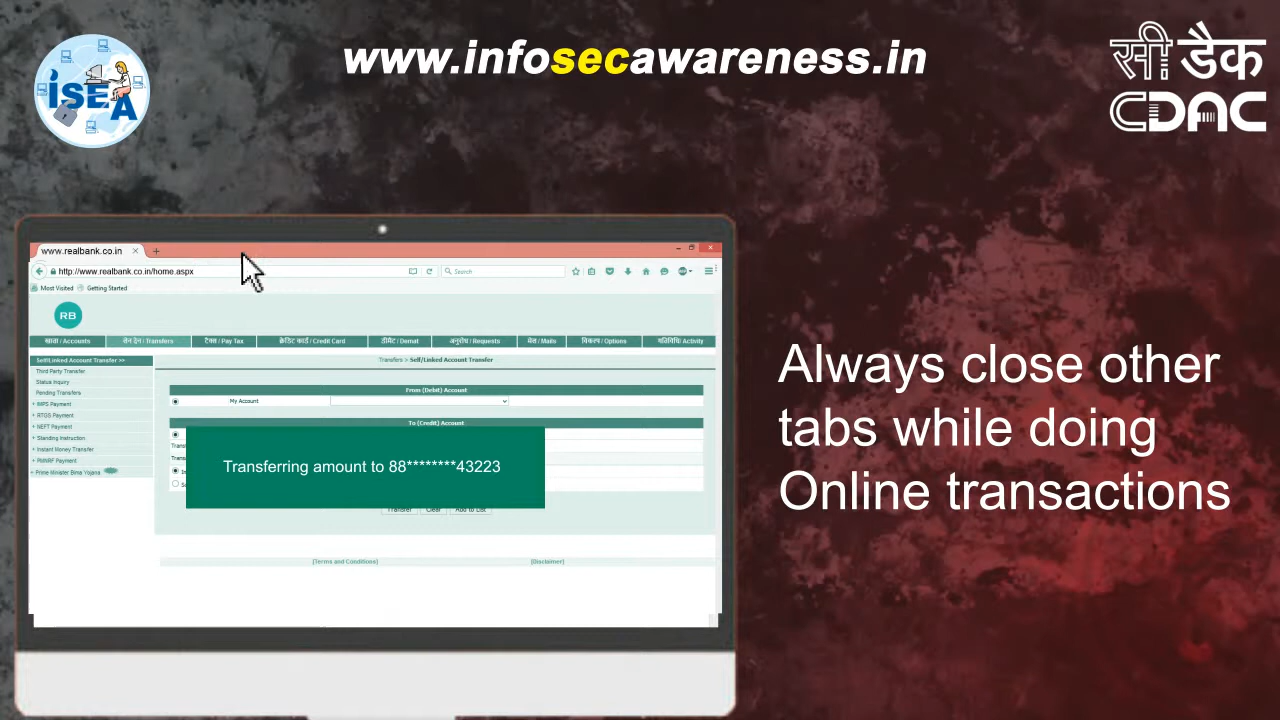 www.infosecawareness.in
iSEA
सी डैक
CDAC
www.realbank.co.in
http://www.realbank.co.in/home.aspx
Search
Most Visited Getting Started
RB
खाता / Accounts लेन देन / Transfers टैक्स / Pay Tax क्रेडिट कार्ड / Credit Card डीमैट / Demat अनुरोध / Requests मेल / Mails विकल्प / Options गतिविधि/ Activity
Self/Linked Account Transfer >>
Third Party Transfer
Status Inquiry
Pending Transfers
+ IMPS Payment
+ RTGS Payment
+ NEFT Payment
+ Standing Instruction
+ Instant Money Transfer
+ PMNRF Payment
+ Prime Minister Bima Yojana
Transfers > Self/Linked Account Transfer
From (Debit) Account
My Account
To (Credit) Account
Transferring amount to 88********43223
Transfer Clear Add to List
[Terms and Conditions] [Disclaimer]
Always close other
tabs while doing
Online transactions